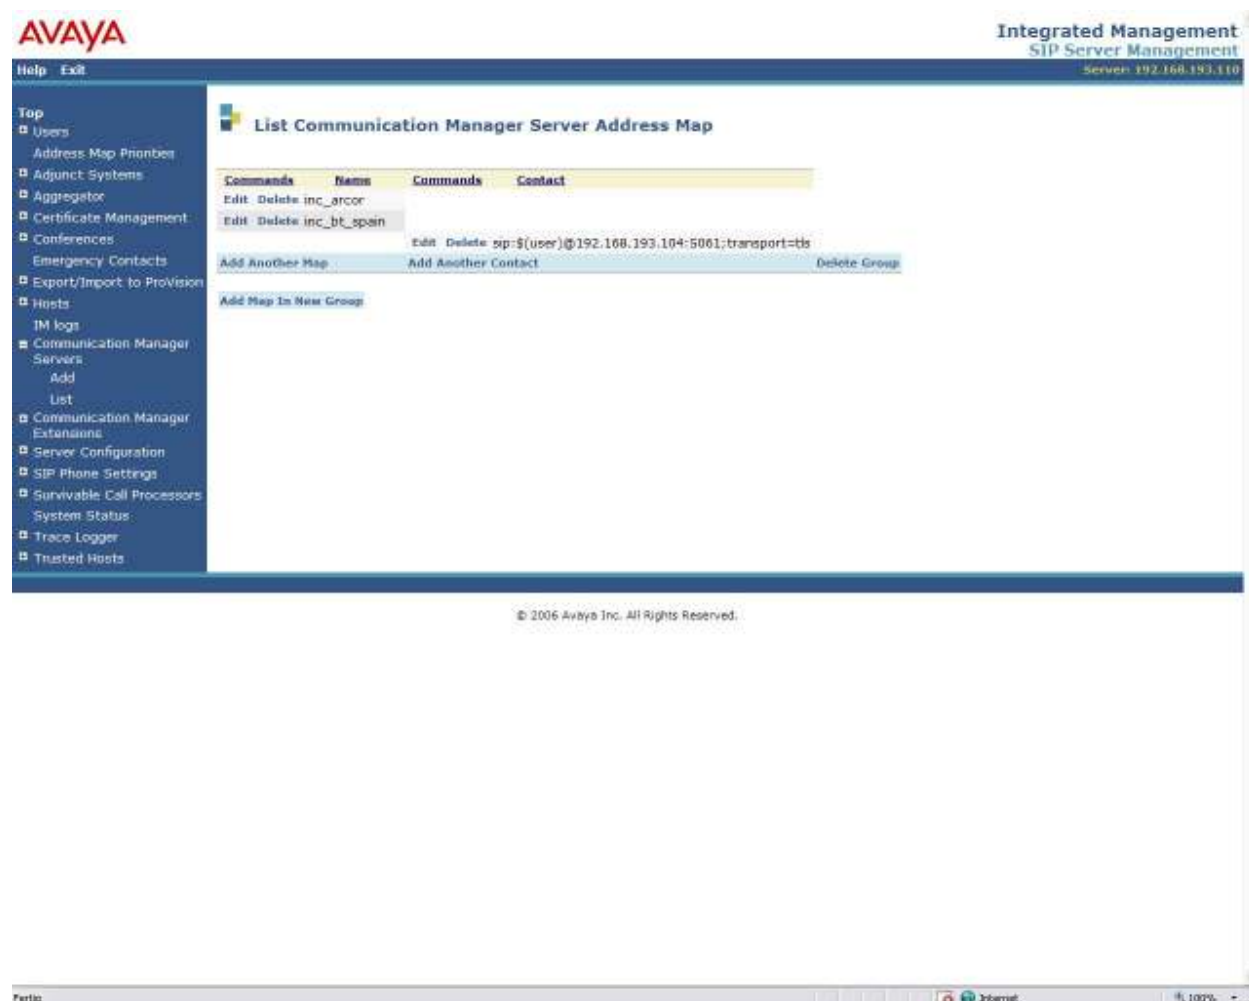 AVAYA
Integrated Management
SIP Server Management
Help Exit
Server: 192.168.193.110
Top
Users
Address Map Priorities
Adjunct Systems
Aggregator
Certificate Management
Conferences
Emergency Contacts
Export/Import to ProVision
Hosts
IM logs
Communication Manager
Servers
Add
List
Communication Manager
Extensions
Server Configuration
SIP Phone Settings
Survivable Call Processors
System Status
Trace Logger
Trusted Hosts
List Communication Manager Server Address Map
Commands Name Commands Contact
Edit Delete inc_arcor
Edit Delete inc_bt_spain
Edit Delete sip:$(user)@192.168.193.104:5061;transport=tls
Add Another Map Add Another Contact Delete Group
Add Map In New Group
© 2006 Avaya Inc. All Rights Reserved.
Fertig Internet 100%